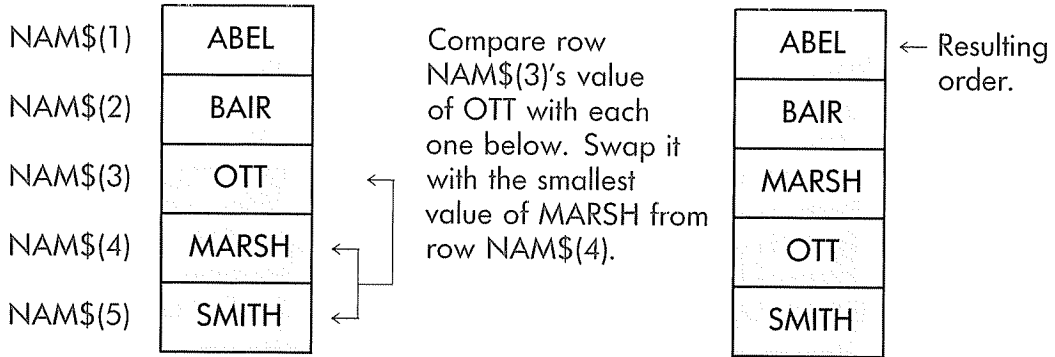 NAM$(1)
NAM$(2)
NAM$(3)
NAM$(4)
NAM$(5)
ABEL
BAIR
OTT
MARSH
SMITH
Compare row
NAM$(3)'s value
of OTT with each
one below. Swap it
with the smallest
value of MARSH from
row NAM$(4).
ABEL
BAIR
MARSH
OTT
SMITH
Resulting
order.